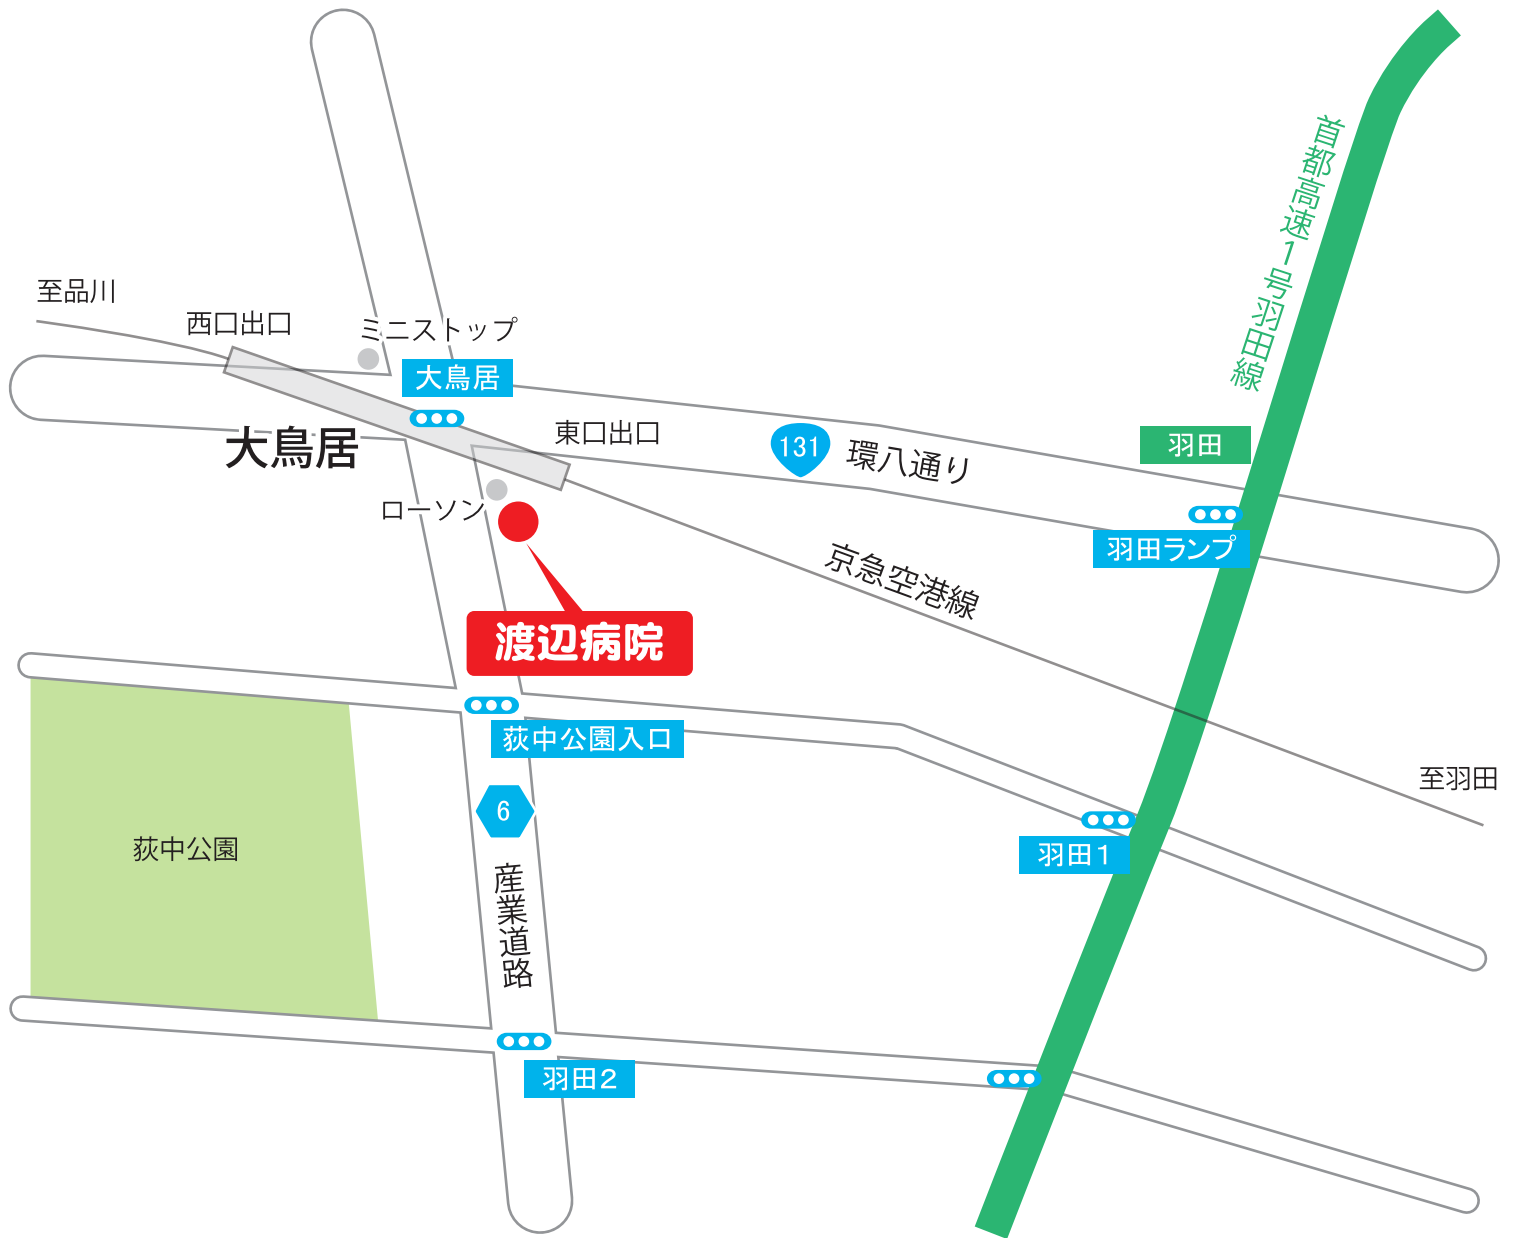 首都高速1号羽田線
至品川
西口出口
ミニストップ
大鳥居
大鳥居
東口出口
131
環八通り
羽田
ローソン
羽田ランプ
京急空港線
渡辺病院
荻中公園入口
至羽田
6
荻中公園
羽田1
産業道路
羽田2